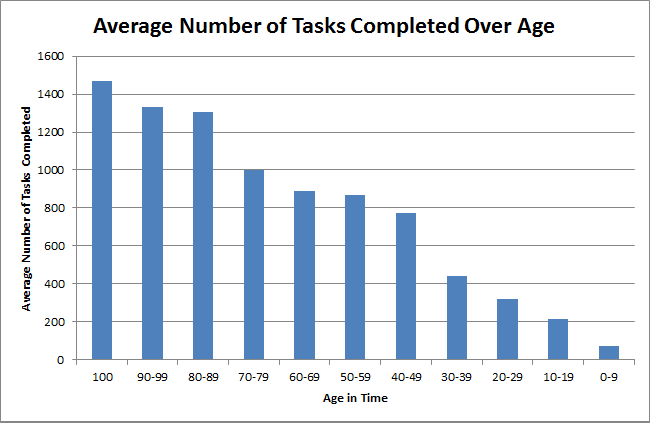 Average Number of Tasks Completed Over Age
Average Number of Tasks Completed
1600
1400
1200
1000
800
600
400
200
0
100 90-99 80-89 70-79 60-69 50-59 40-49 30-39 20-29 10-19 0-9
Age in Time